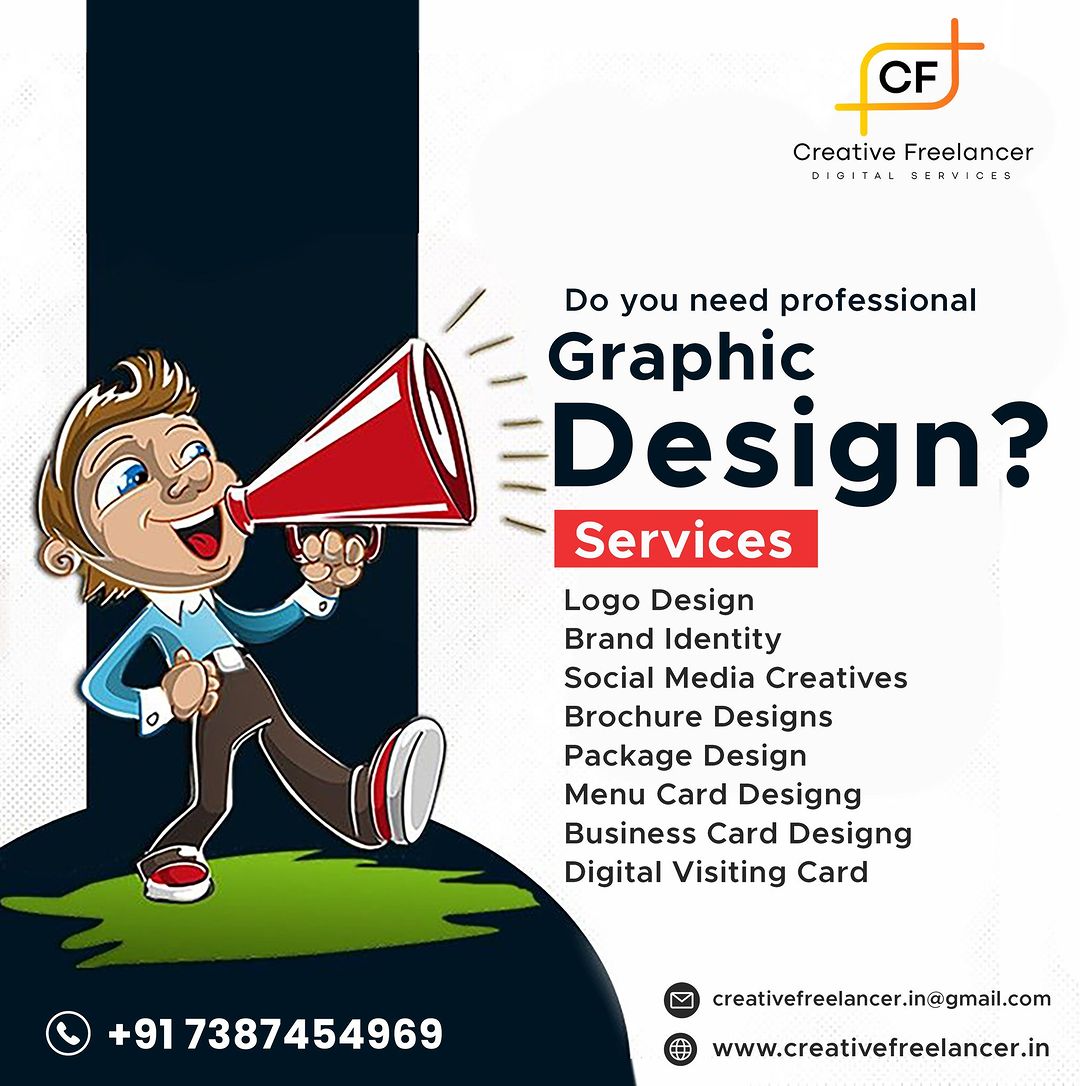 CF
Creative Freelancer
DIGITAL SERVICES
Do you need professional
Graphic
Design?
Services
Logo Design
Brand Identity
Social Media Creatives
Brochure Designs
Package Design
Menu Card Designg
Business Card Designg
Digital Visiting Card
+91 7387454969
creativefreelancer.in@gmail.com
www.creativefreelancer.in